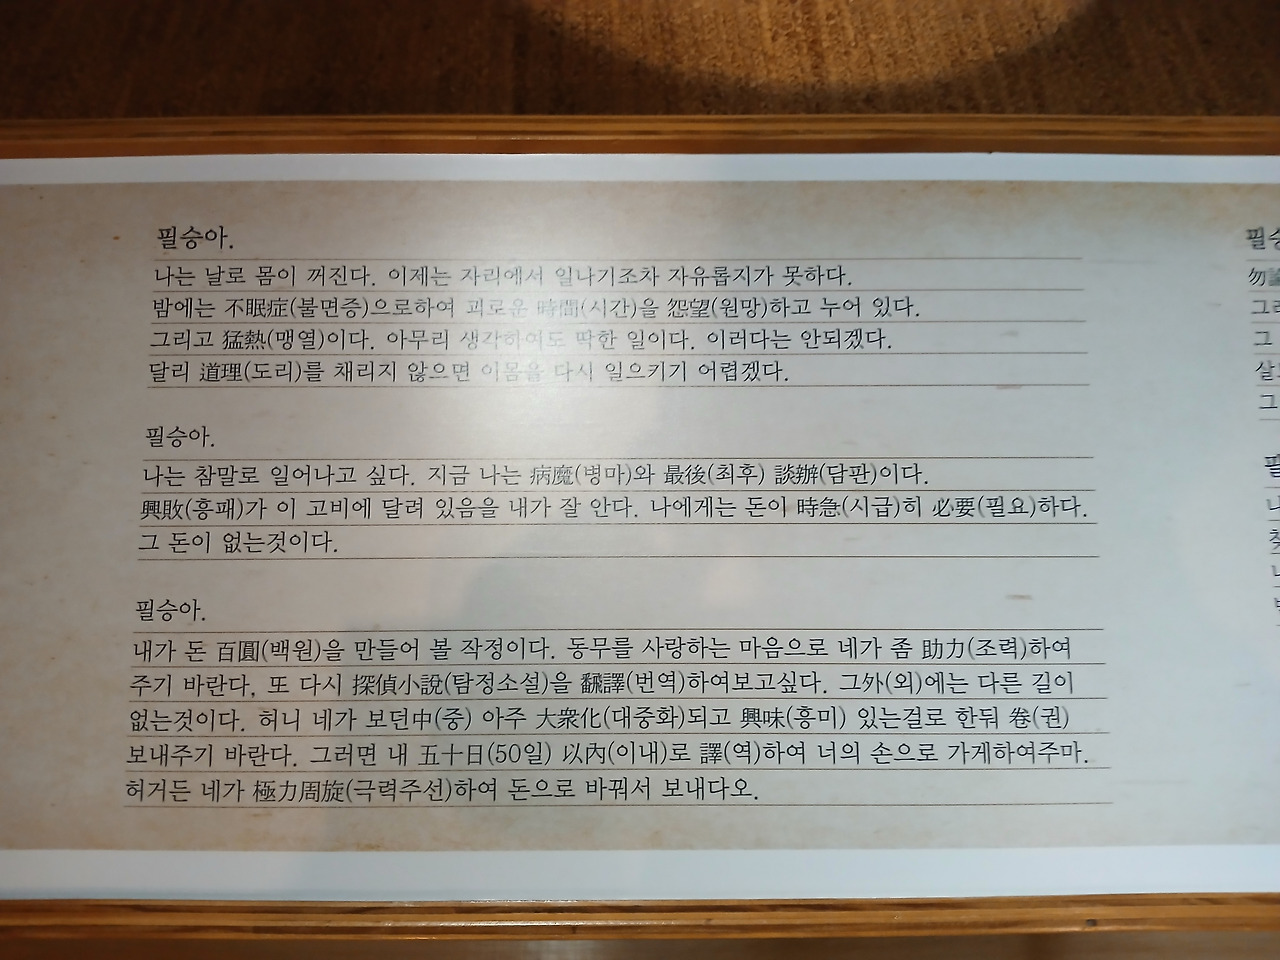 필승아.
나는 날로 몸이 꺼진다. 이제는 자리에서 일나기조차 자유롭지가 못하다.
밤에는 不眠症(불면증)으로하여 괴로운 時間(시간)을 怨望(원망)하고 누어 있다.
그리고 猛熱(맹열)이다. 아무리 생각하여도 딱한 일이다. 이러다는 안되겠다.
달리 道理(도리)를 채리지 않으면 이몸을 다시 일으키기 어렵겠다.
필승아.
나는 참말로 일어나고 싶다. 지금 나는 病魔(병마)와 最後(최후) 談辦(담판)이다.
興敗(흥패)가 이 고비에 달려 있음을 내가 잘 안다. 나에게는 돈이 時急(시급)히 必要(필요)하다.
그 돈이 없는것이다.
필승아.
내가 돈 百圓(백원)을 만들어 볼 작정이다. 동무를 사랑하는 마음으로 네가 좀 助力(조력)하여
주기 바란다. 또 다시 探偵小說(탐정소설)을 飜譯(번역)하여보고싶다. 그外(외)에는 다른 길이
없는것이다. 허니 네가 보던中(중) 아주 大衆化(대중화)되고 興味(흥미) 있는걸로 한둬 卷(권)
보내주기 바란다. 그러면 내 五十日(50일) 以內(이내)로 譯(역)하여 너의 손으로 가게하여주마.
허거든 네가 極力周旋(극력주선)하여 돈으로 바꿔서 보내다오.